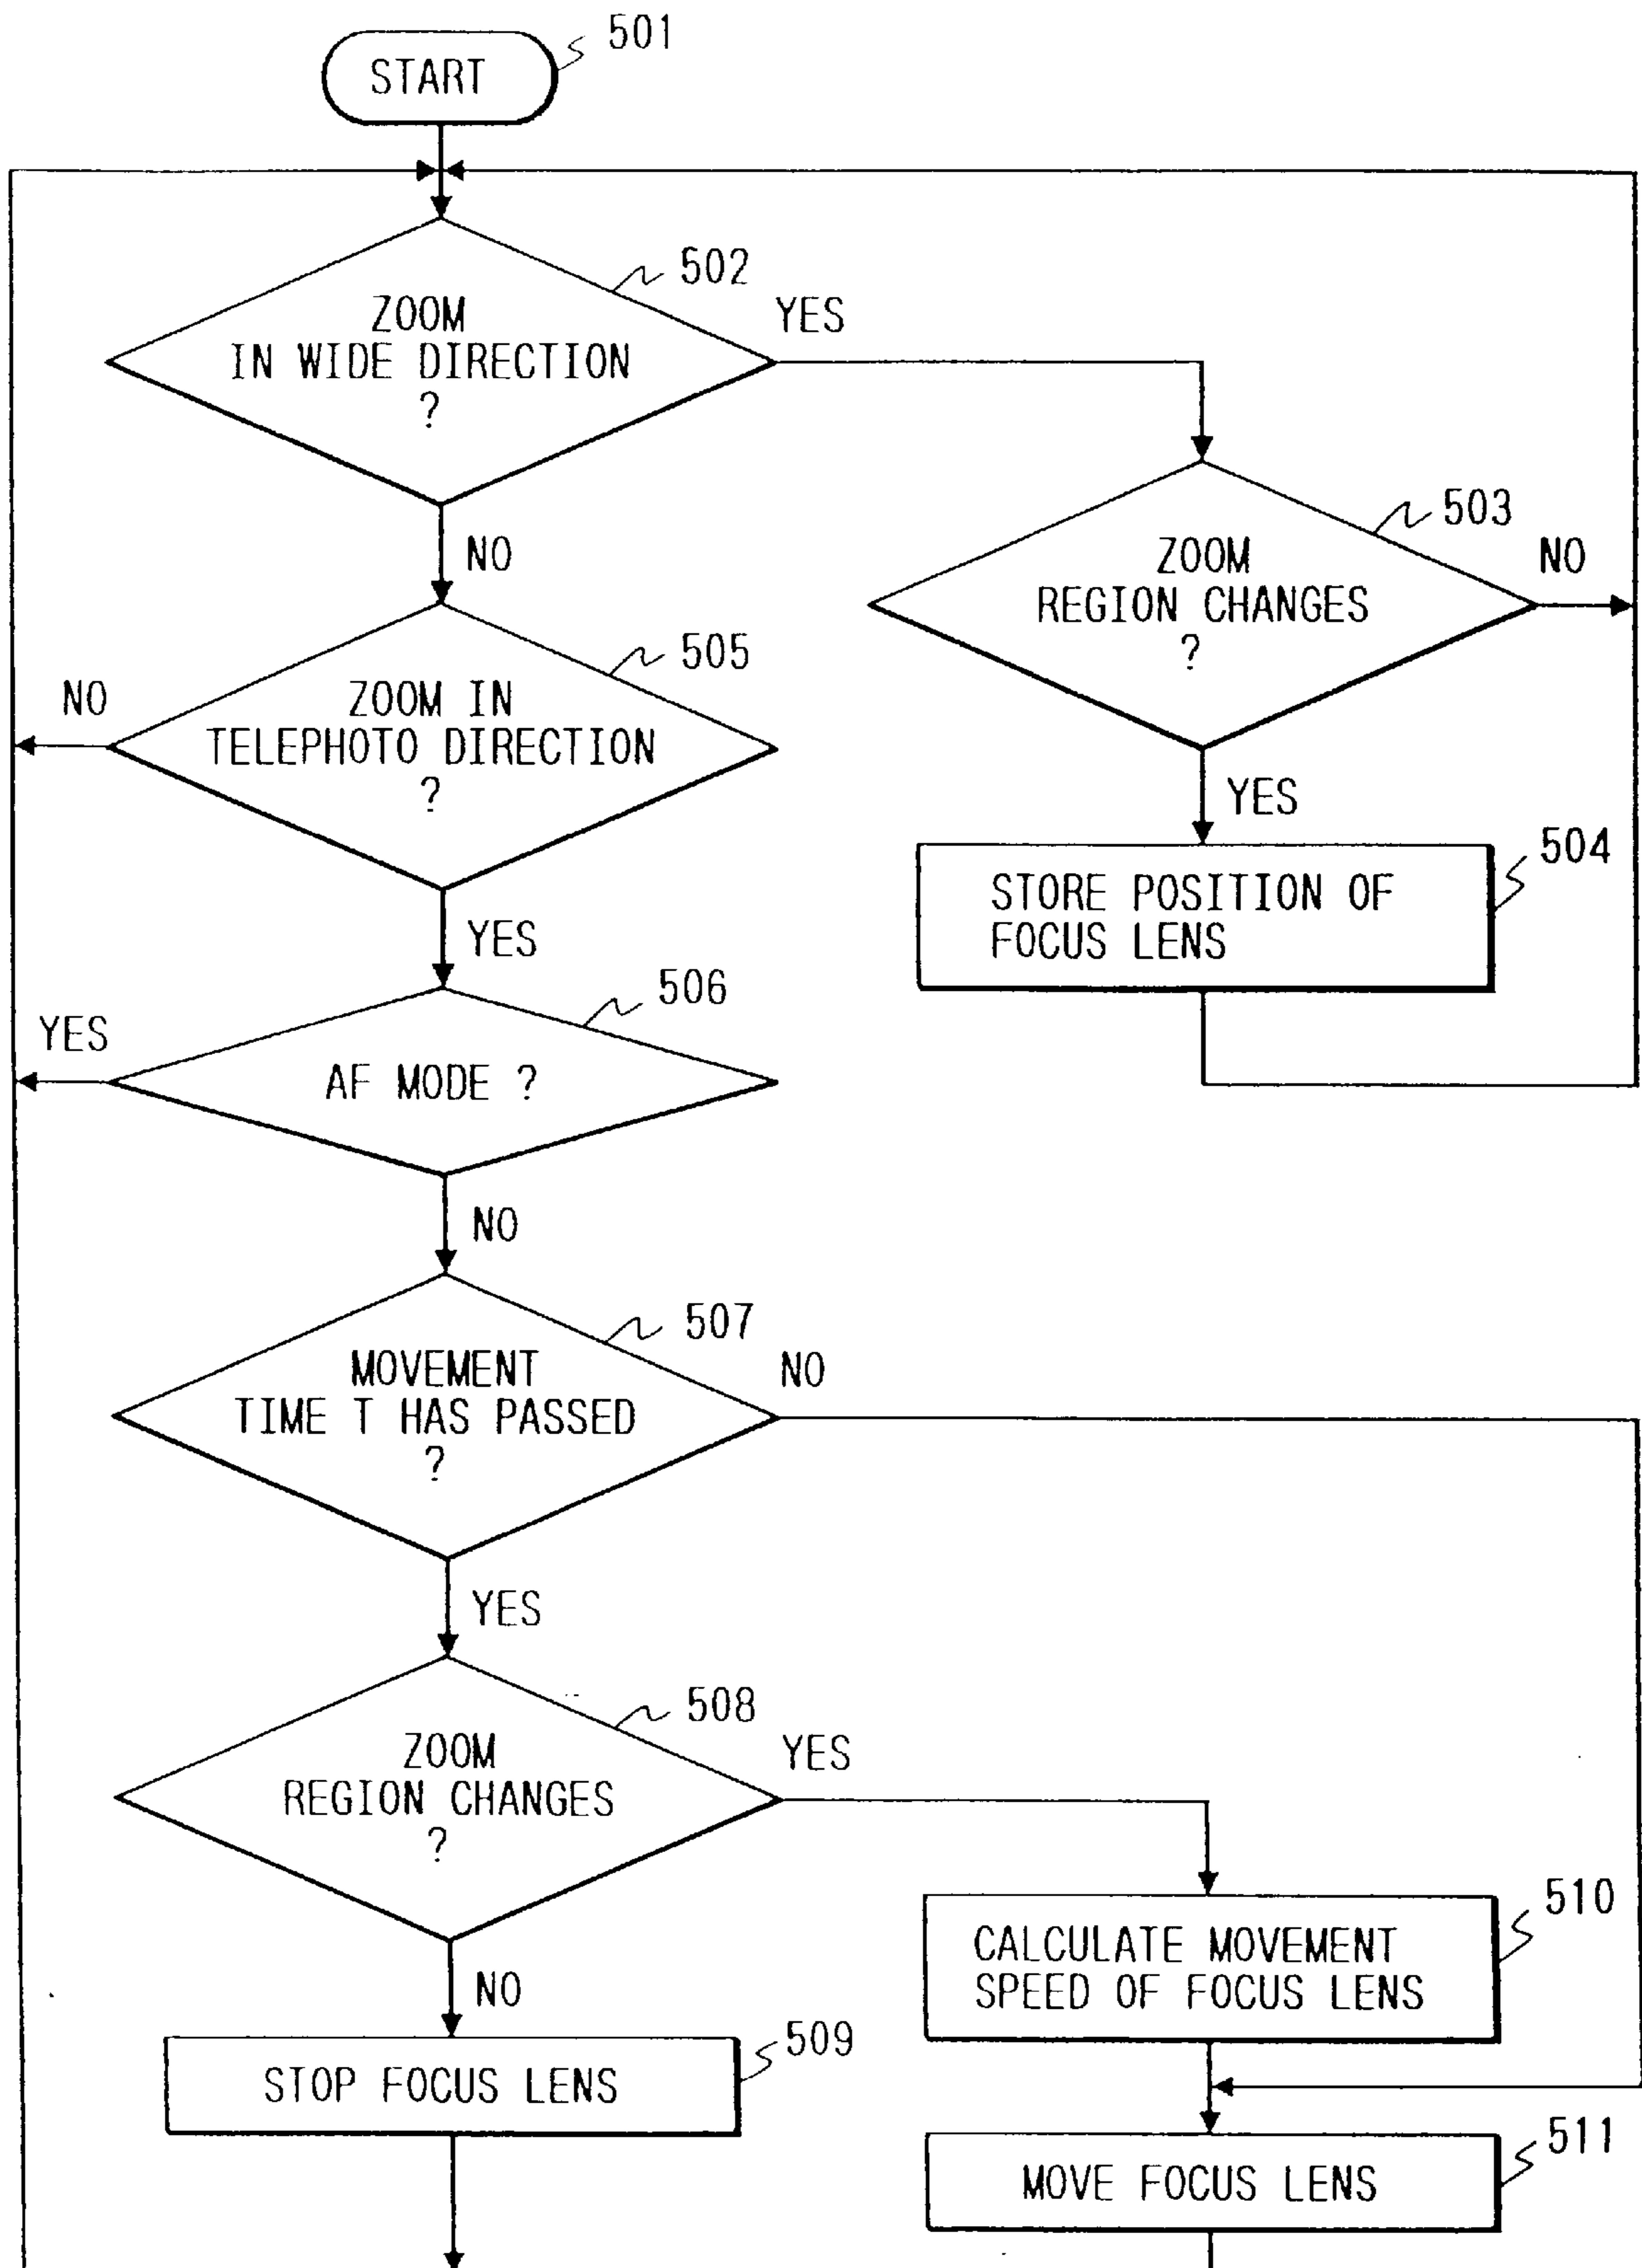 START
501
ZOOM
IN WIDE DIRECTION
?
502
YES
NO
ZOOM
REGION CHANGES
?
503
NO
YES
STORE POSITION OF
FOCUS LENS
504
ZOOM IN
TELEPHOTO DIRECTION
?
505
NO
YES
AF MODE ?
506
YES
NO
MOVEMENT
TIME T HAS PASSED
?
507
NO
YES
ZOOM
REGION CHANGES
?
508
YES
NO
STOP FOCUS LENS
509
CALCULATE MOVEMENT
SPEED OF FOCUS LENS
510
MOVE FOCUS LENS
511